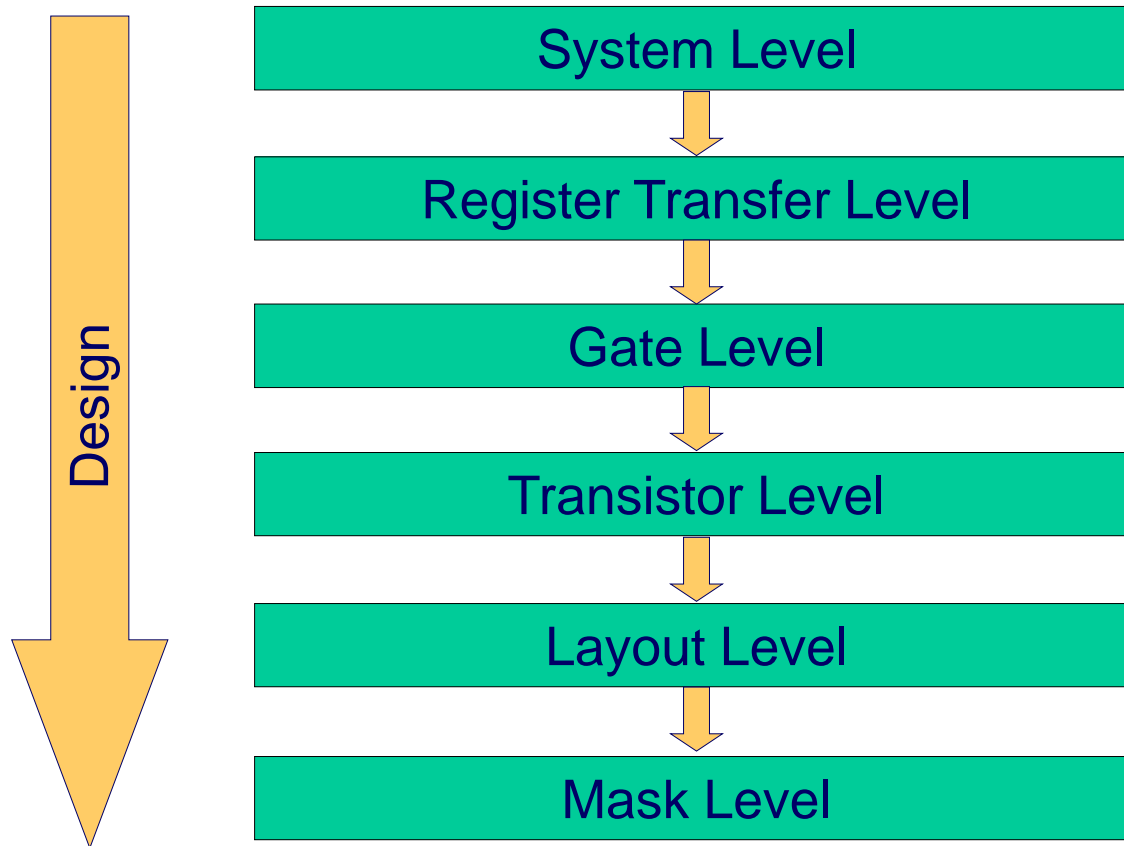 System Level
Register Transfer Level
Gate Level
Design
Transistor Level
Layout Level
Mask Level